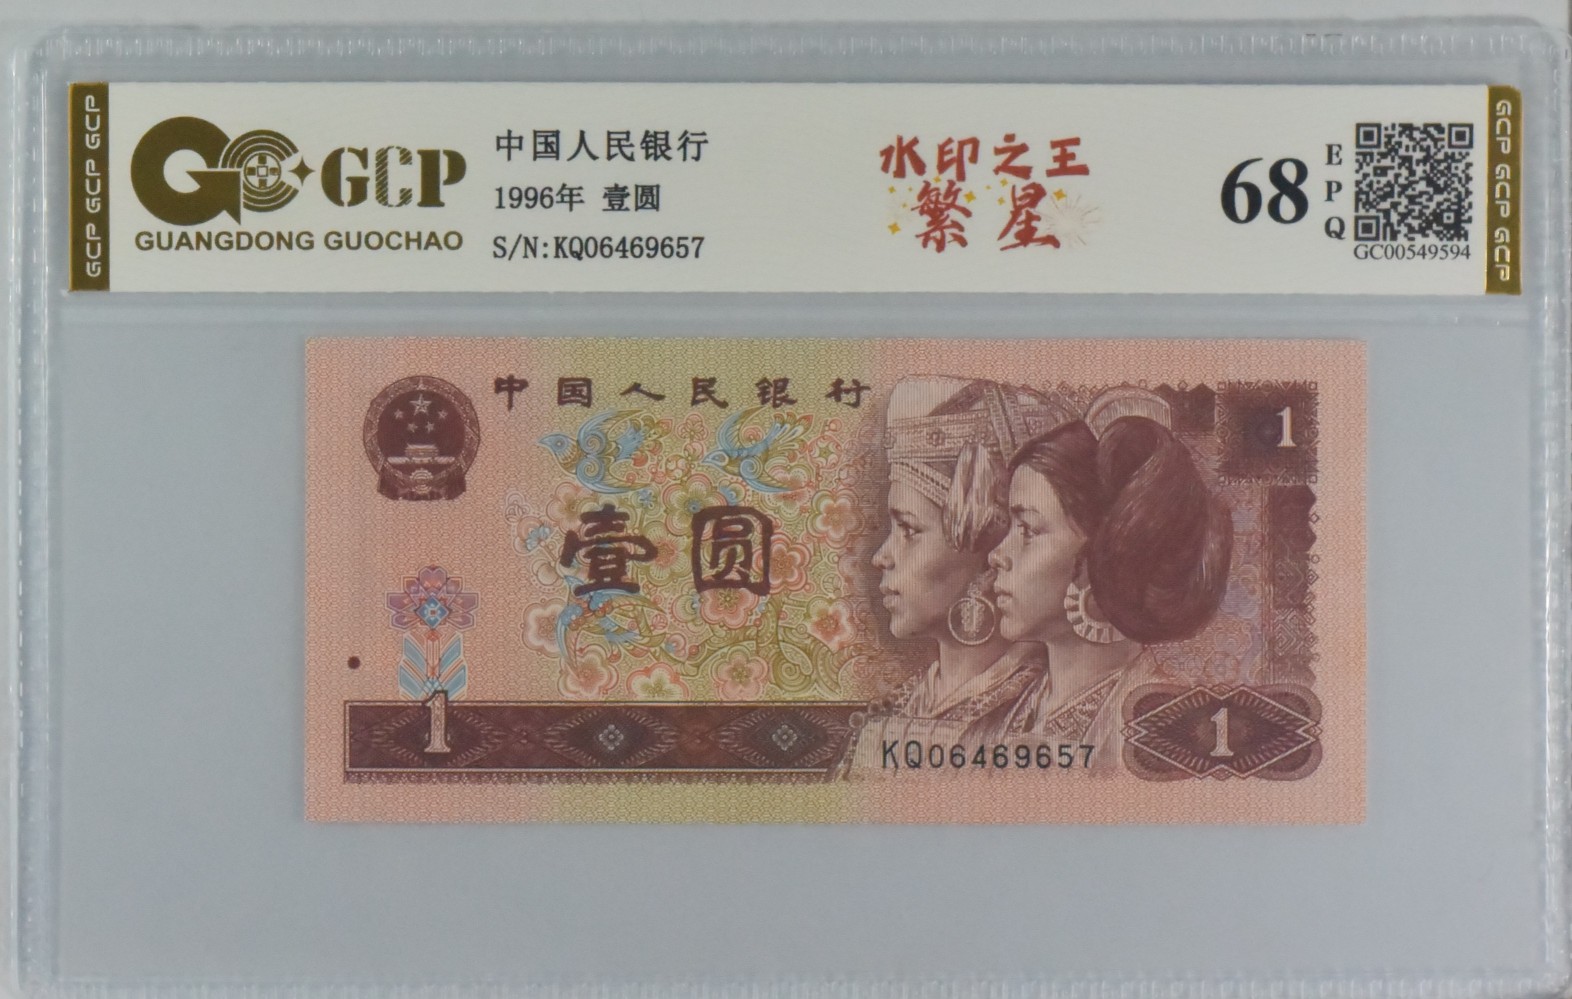 GCP GCP GCP
GCP
GUANGDONG GUOCHAO
中国人民银行
1996年 壹圆
S/N:KQ06469657
水印之王
繁星
68
EPQ
GC00549594
GCP GCP GCP
中国人民银行
1
壹圆
1
KQ06469657
1